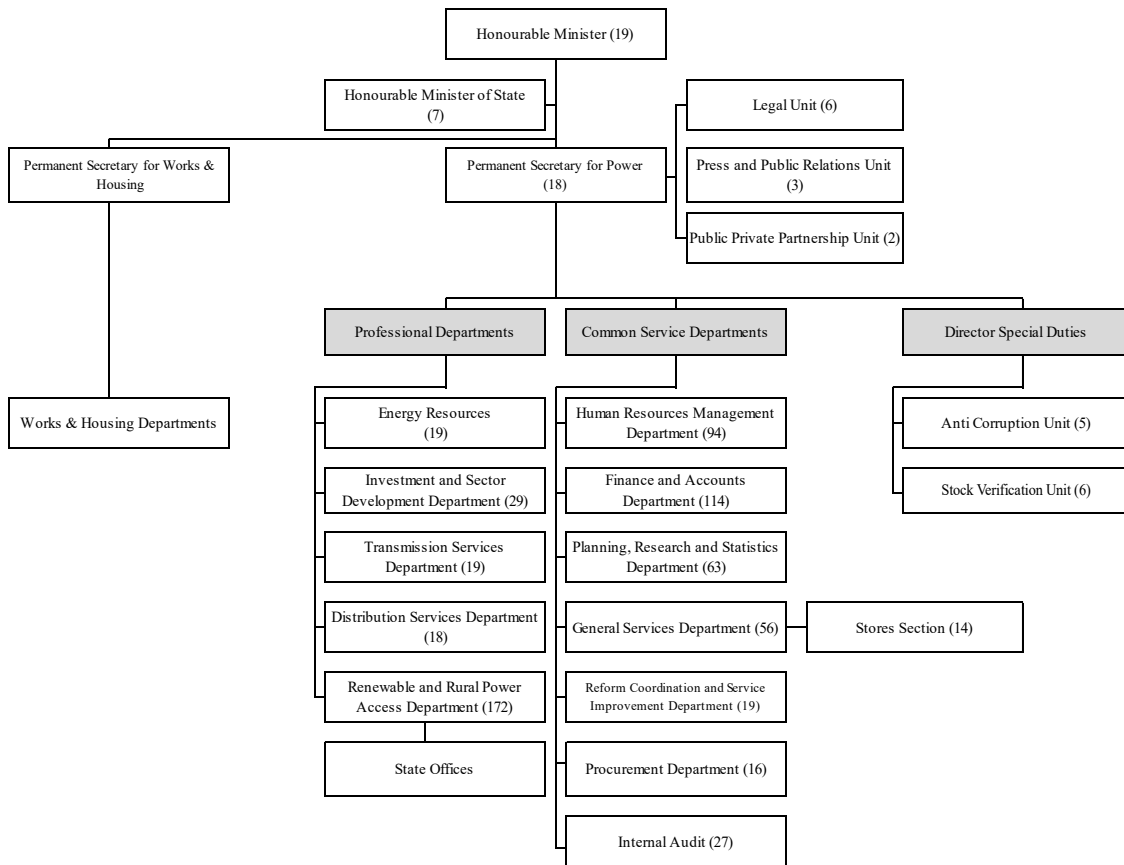 Honourable Minister (19)
Honourable Minister of State
(7)
Legal Unit (6)
Permanent Secretary for Works &
Housing
Permanent Secretary for Power
(18)
Press and Public Relations Unit
(3)
Public Private Partnership Unit (2)
Professional Departments
Common Service Departments
Director Special Duties
Works & Housing Departments
Energy Resources
(19)
Human Resources Management
Department (94)
Anti Corruption Unit (5)
Investment and Sector
Development Department (29)
Finance and Accounts
Department (114)
Stock Verification Unit (6)
Transmission Services
Department (19)
Planning, Research and Statistics
Department (63)
Distribution Services Department
(18)
General Services Department (56)
Stores Section (14)
Renewable and Rural Power
Access Department (172)
Reform Coordination and Service
Improvement Department (19)
State Offices
Procurement Department (16)
Internal Audit (27)